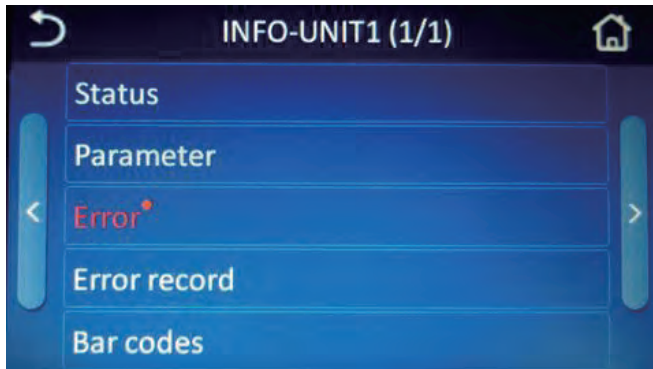 INFO-UNIT1 (1/1)
Status
Parameter
Error
Error record
Bar codes